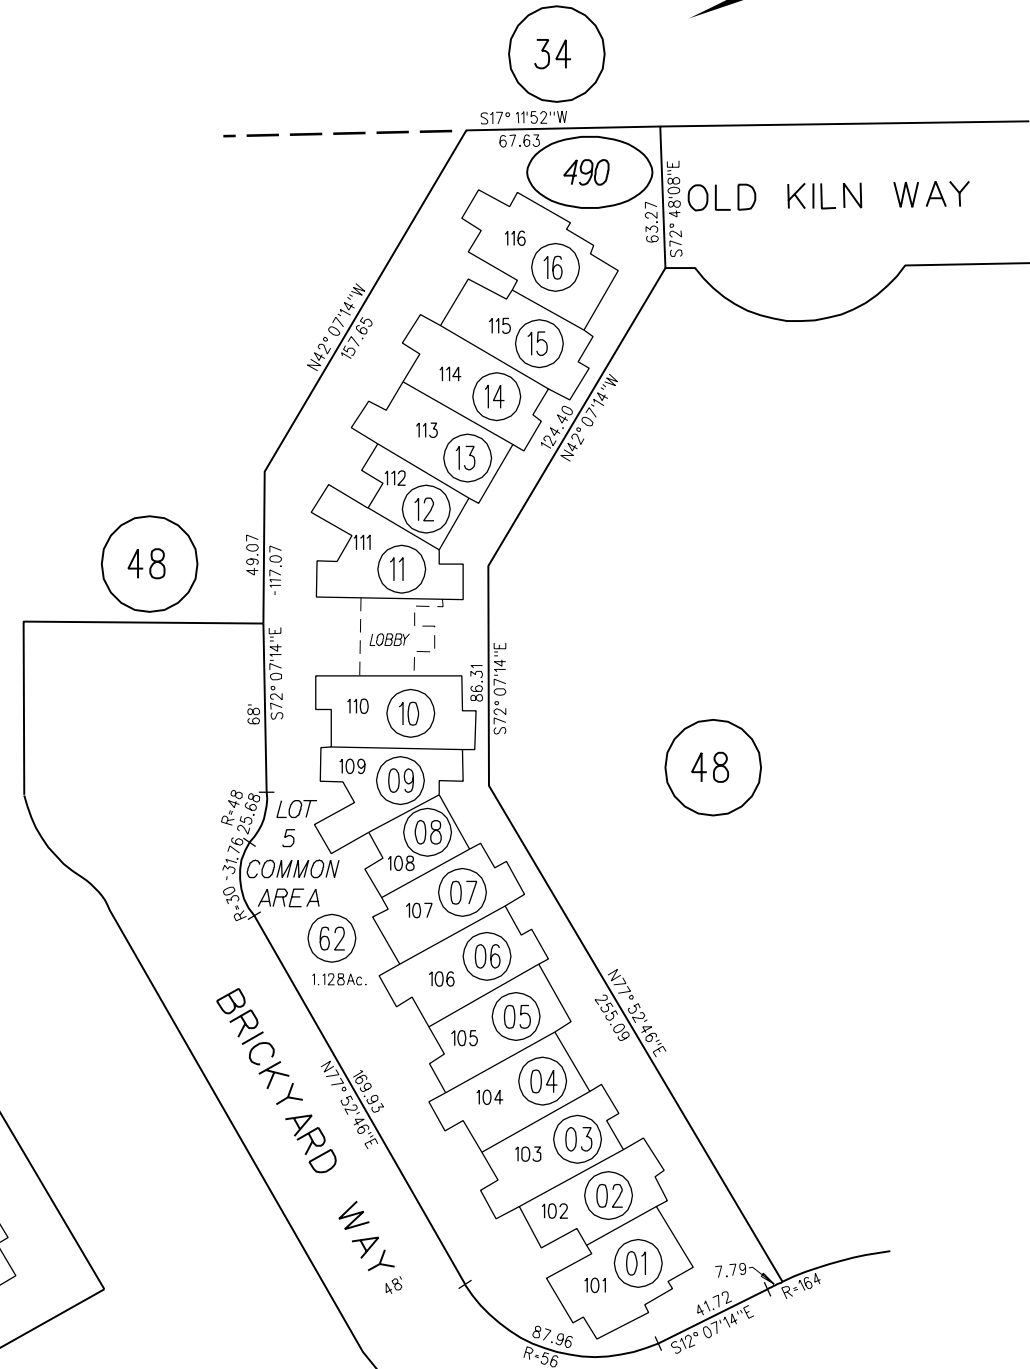 34
S17° 11'52"W
67.63
490
63.27
S72° 48'08"E
OLD KILN WAY
116
16
115
15
114
14
113
13
112
12
111
11
N42° 07'14"W
157.65
124.40
N42° 07'14"W
48
49.07
-117.07
LOBBY
S72° 07'14"E
68'
86.31
S72° 07'14"E
110
10
109
09
48
R=48
25.68
R=30 -31.76
LOT
5
COMMON
AREA
108
08
107
07
62
1.128Ac.
106
06
105
05
N77° 52'46"E
255.09
BRICKYARD WAY
48'
169.93
N77° 52'46"E
104
04
103
03
102
02
101
01
7.79
R=164
41.72
S12° 07'14"E
87.96
R=56